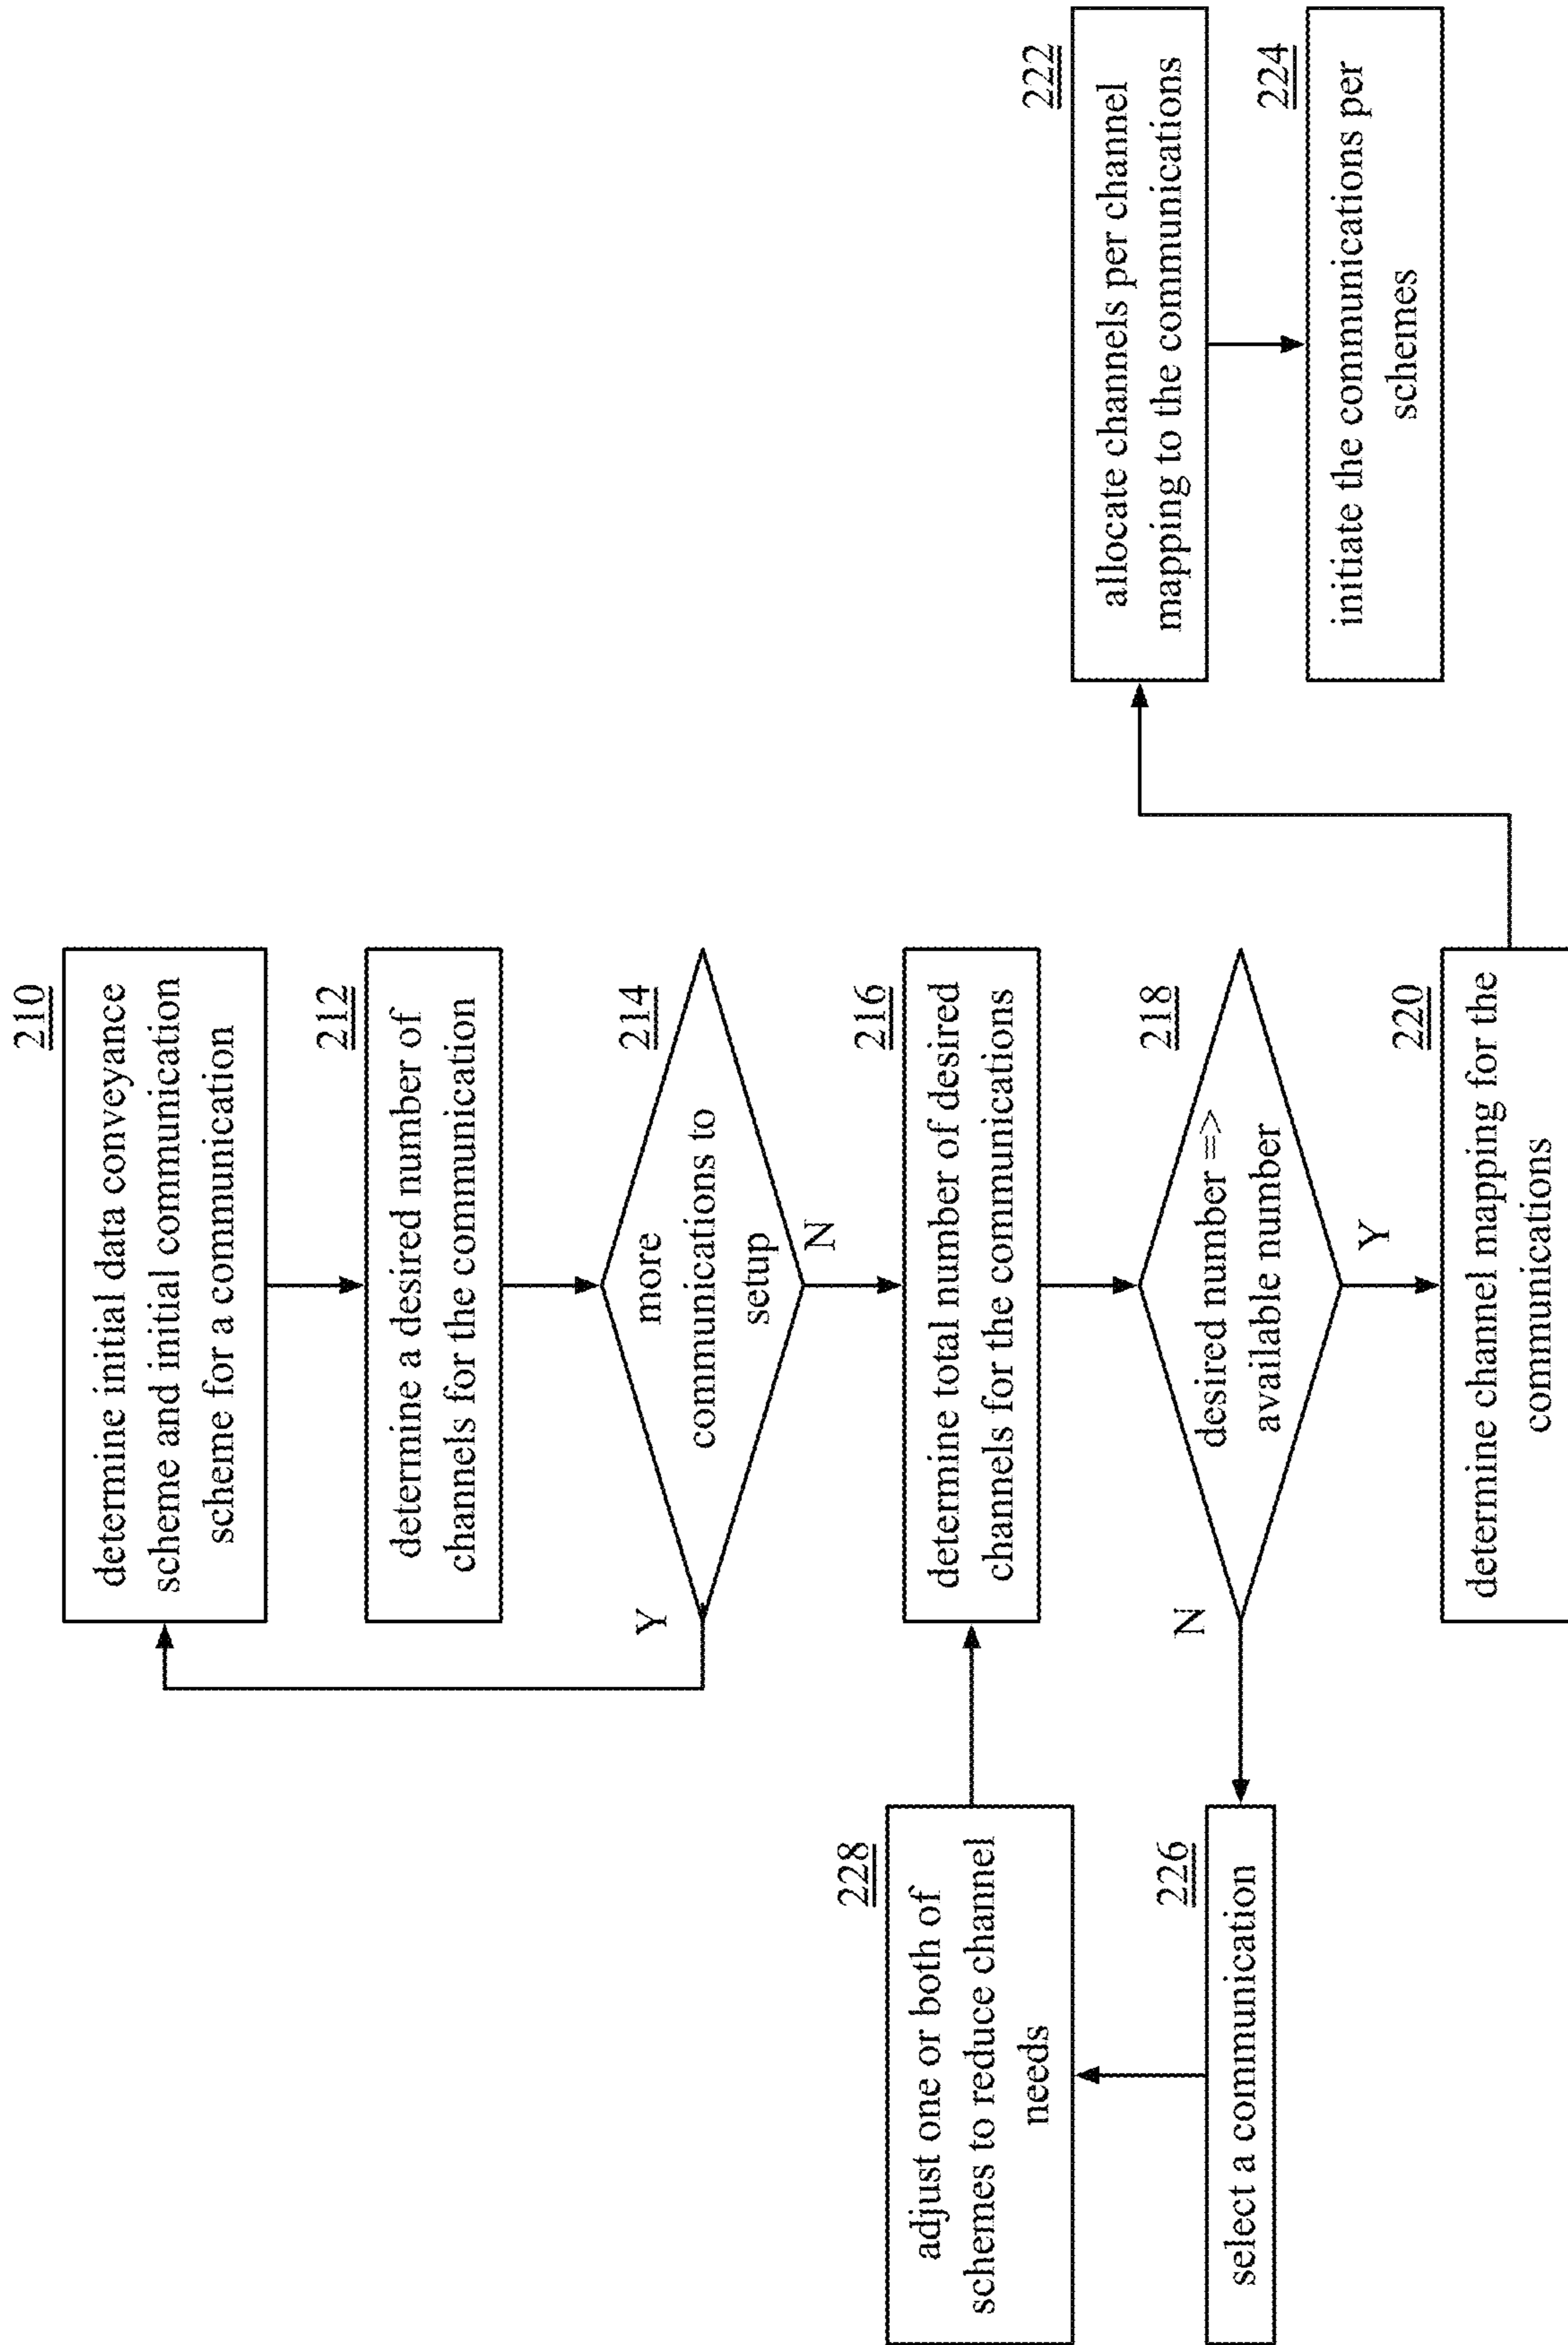 210
determine initial data conveyance
scheme and initial communication
scheme for a communication
212
determine a desired number of
channels for the communication
214
more
communications to
setup
Y
N
216
determine total number of desired
channels for the communications
218
desired number =>
available number
N
Y
220
determine channel mapping for the
communications
222
allocate channels per channel
mapping to the communications
224
initiate the communications per
schemes
226
select a communication
228
adjust one or both of
schemes to reduce channel
needs